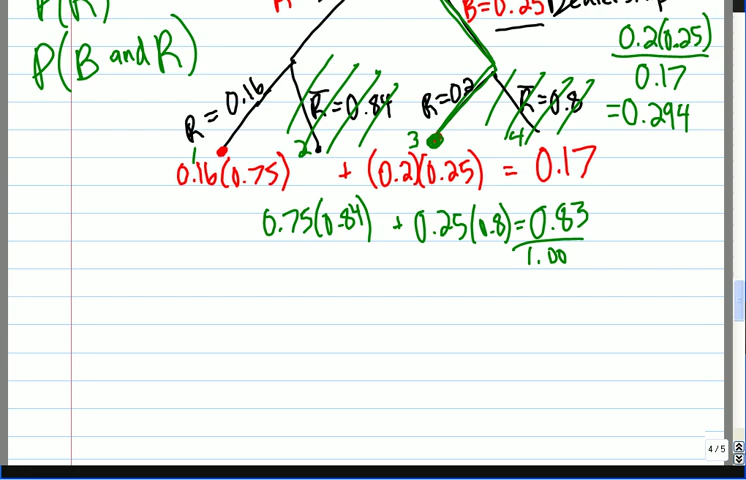 P(R)
B=0.25 Dealership
P(B and R)
0.2(0.25)
0.17
=0.294
R=0.16
R̅=0.84
R=0.2
R̅=0.8
1
2
3
4
0.16(0.75) + (0.2)(0.25) = 0.17
0.75(0.84) + 0.25(0.8)=0.83
1.00
4/5